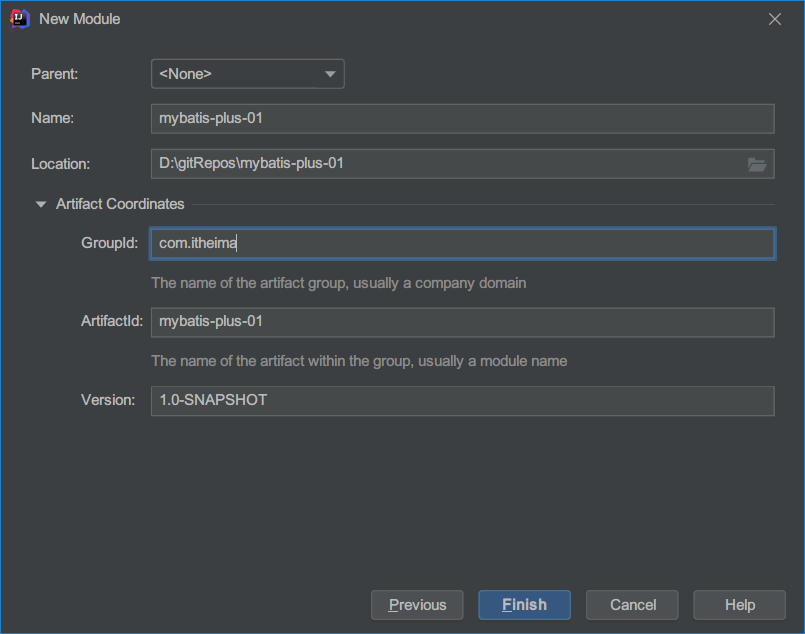 New Module
Parent: <None>
Name: mybatis-plus-01
Location: D:\gitRepos\mybatis-plus-01
Artifact Coordinates
GroupId: com.itheima
The name of the artifact group, usually a company domain
ArtifactId: mybatis-plus-01
The name of the artifact within the group, usually a module name
Version: 1.0-SNAPSHOT
Previous Finish Cancel Help